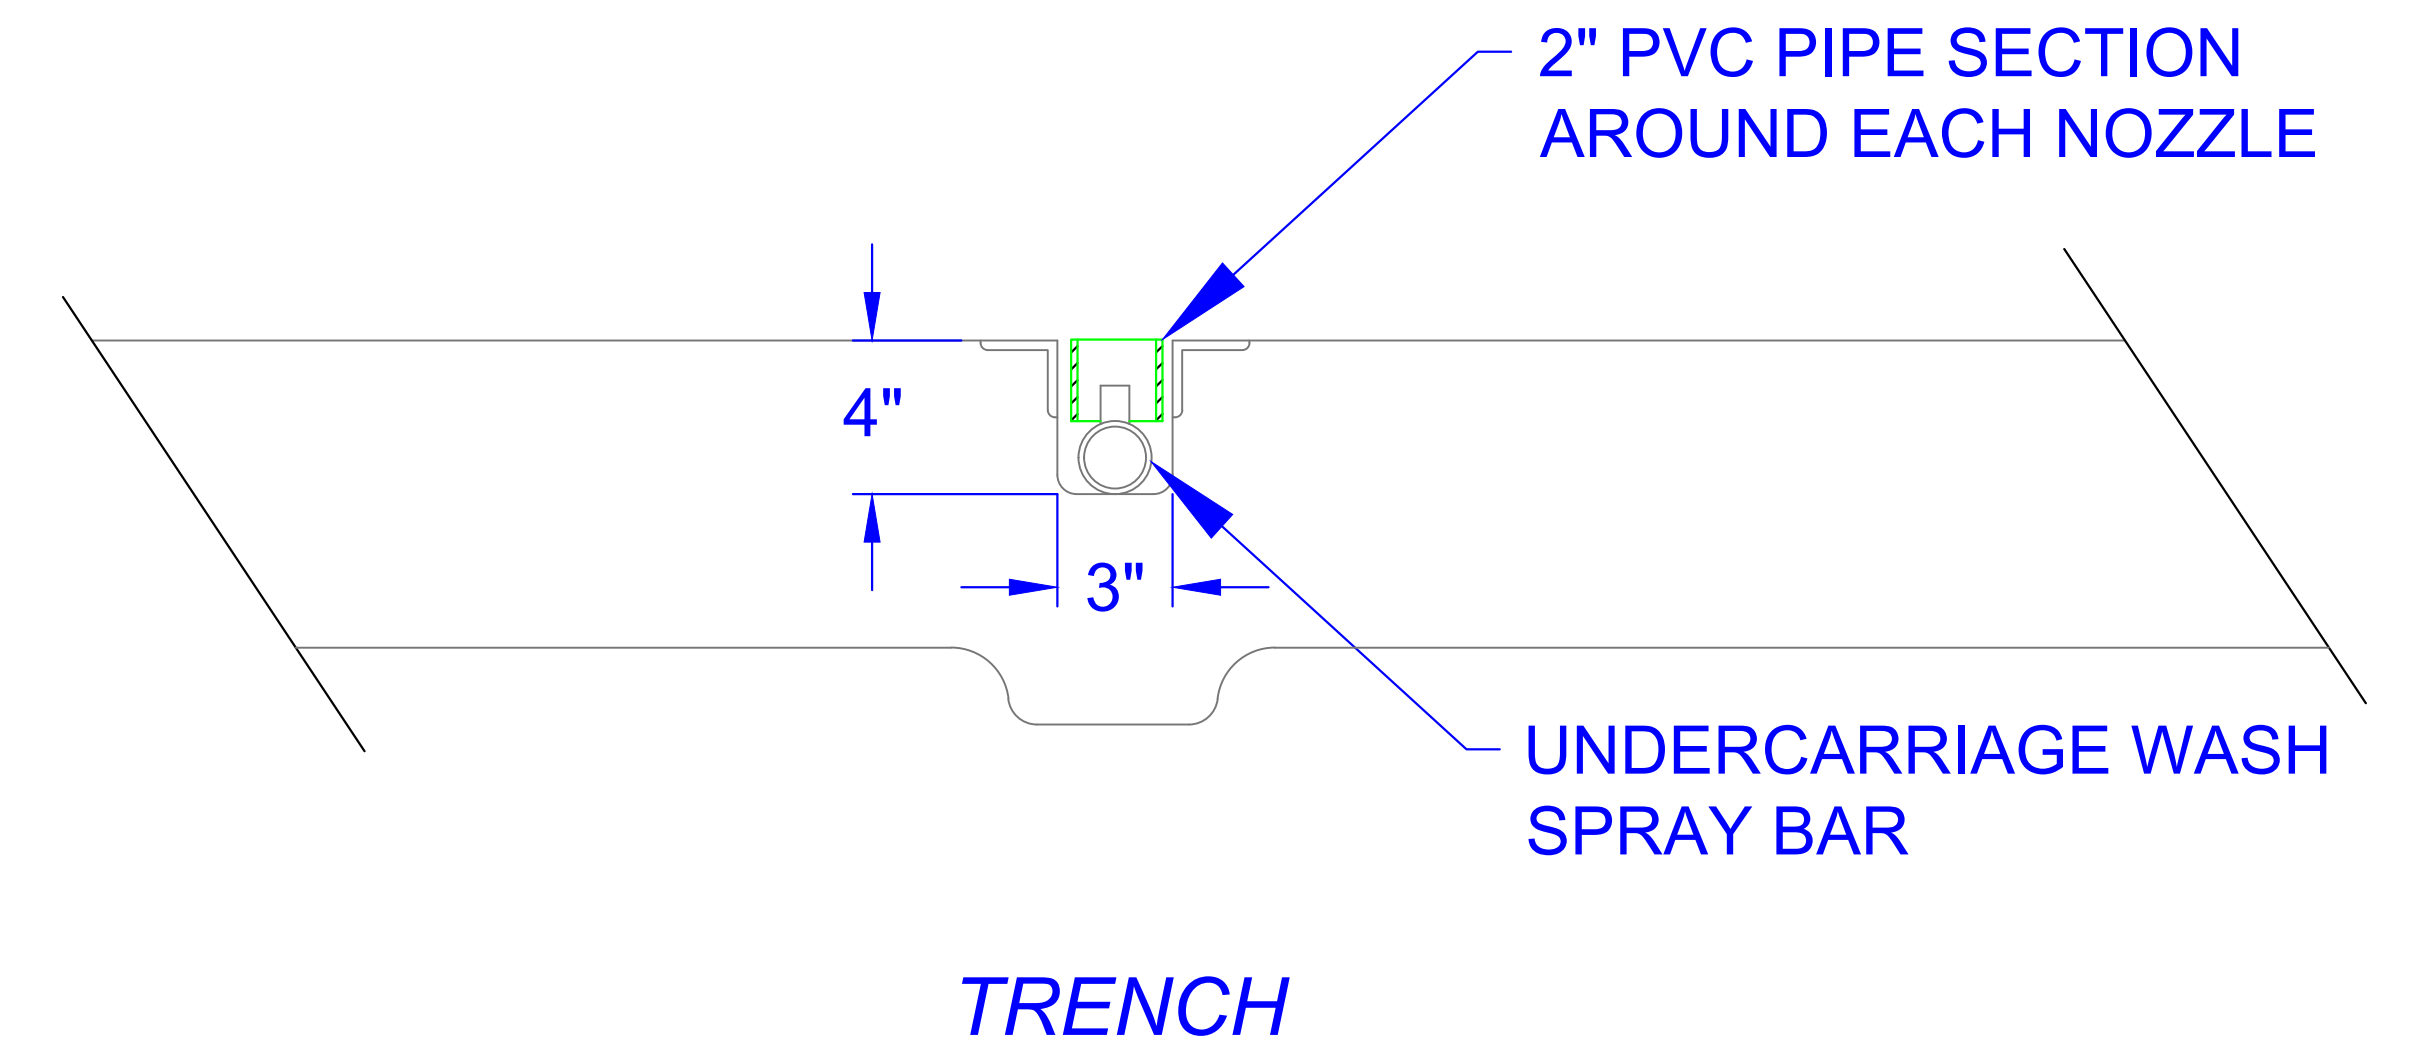 2" PVC PIPE SECTION
AROUND EACH NOZZLE
4"
3"
UNDERCARRIAGE WASH
SPRAY BAR
TRENCH